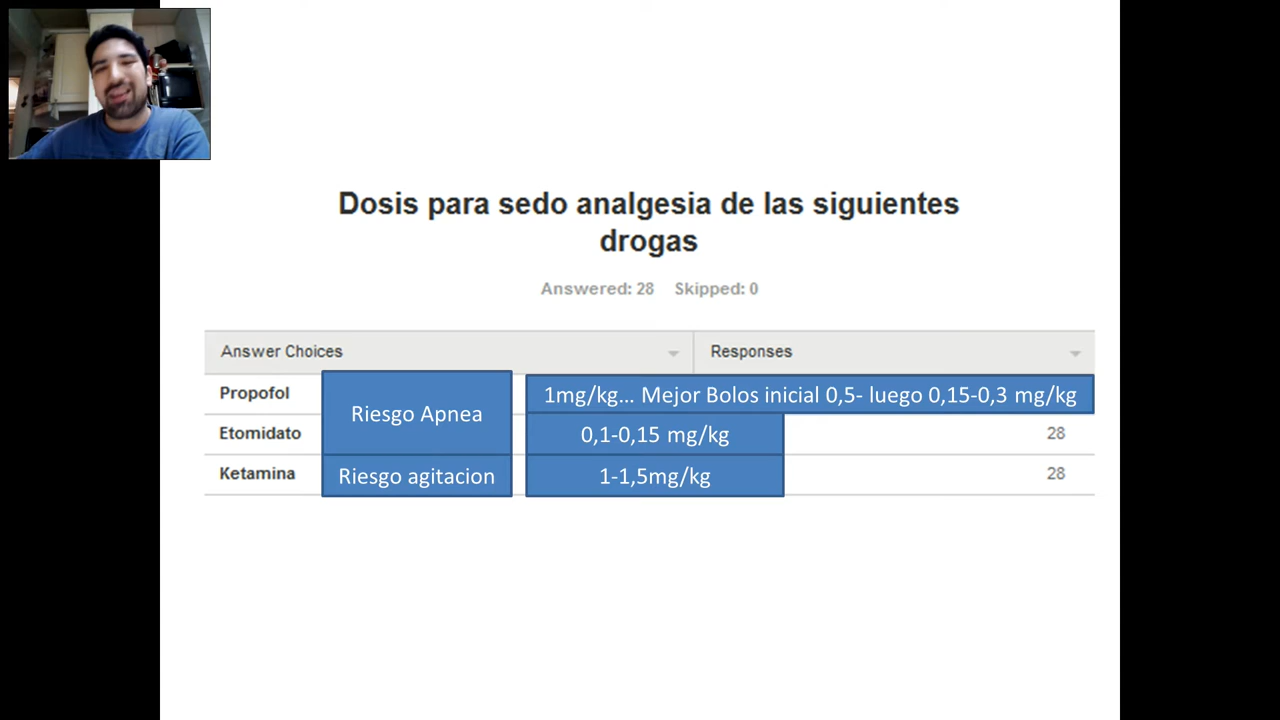 Dosis para sedo analgesia de las siguientes
drogas
Answered: 28 Skipped: 0
Answer Choices Responses
Propofol Riesgo Apnea 1mg/kg... Mejor Bolos inicial 0,5- luego 0,15-0,3 mg/kg
Etomidato 0,1-0,15 mg/kg 28
Ketamina Riesgo agitacion 1-1,5mg/kg 28